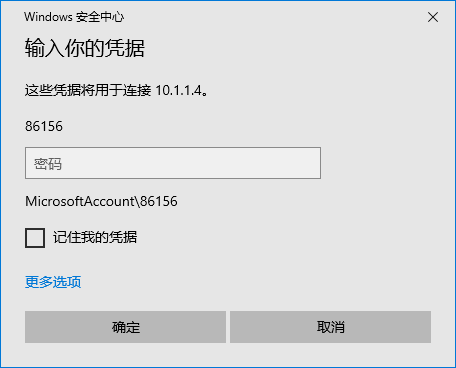 Windows 安全中心
输入你的凭据
这些凭据将用于连接 10.1.1.4。
86156
密码
MicrosoftAccount\86156
记住我的凭据
更多选项
确定
取消